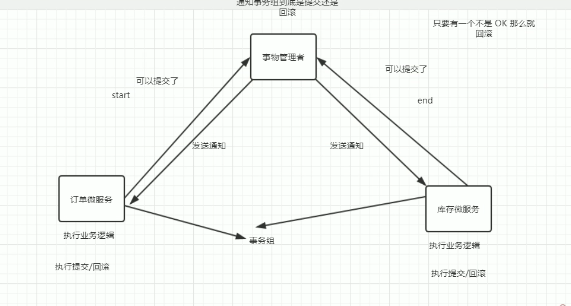 通知事务组到底是提交还是
回滚
只要有一个不是 OK 那么就
回滚
事物管理者
可以提交了
可以提交了
start
end
发送通知
发送通知
订单微服务
库存微服务
执行业务逻辑
事务组
执行业务逻辑
执行提交/回滚
执行提交/回滚